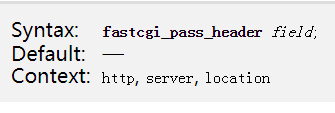 Syntax: fastcgi_pass_header field;
Default: —
Context: http, server, location